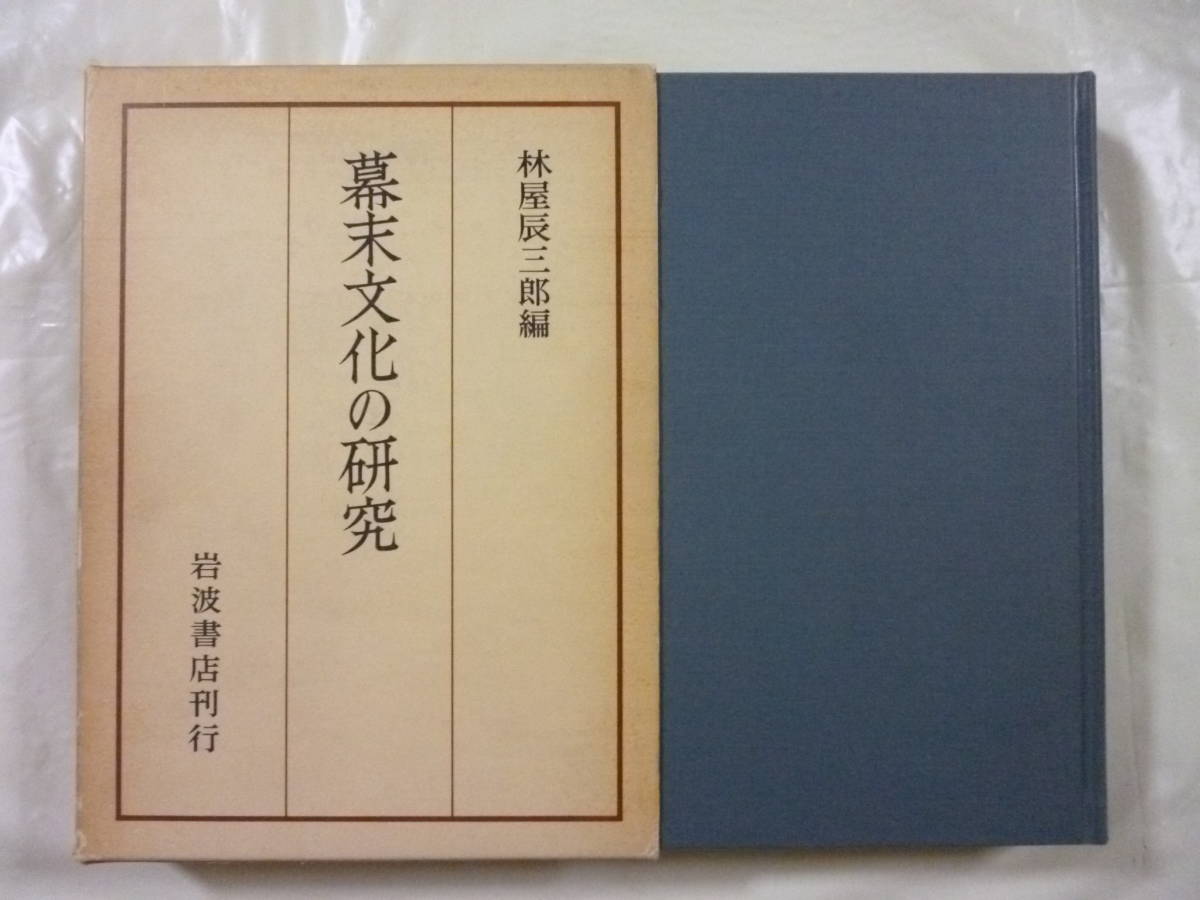 林屋辰三郎編
幕末文化の研究
岩波書店刊行